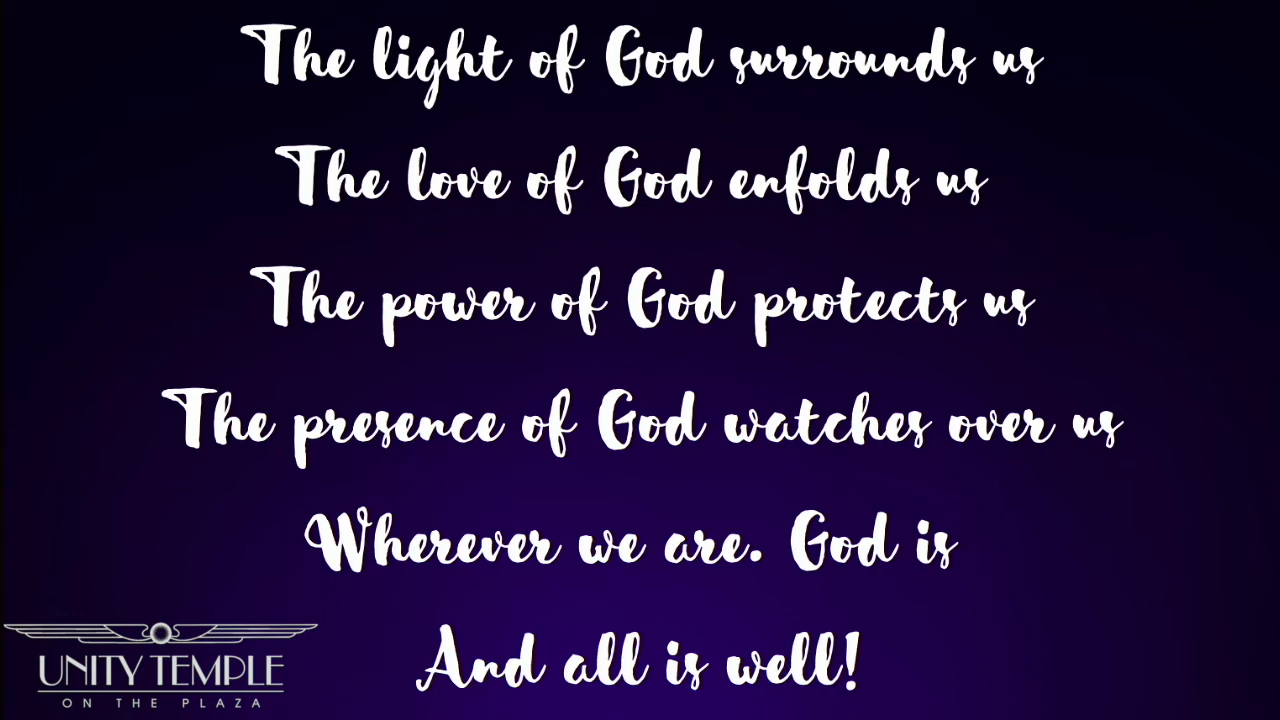 The light of God surrounds us
The love of God enfolds us
The power of God protects us
The presence of God watches over us
Wherever we are. God is
And all is well!
UNITY TEMPLE
ON THE PLAZA